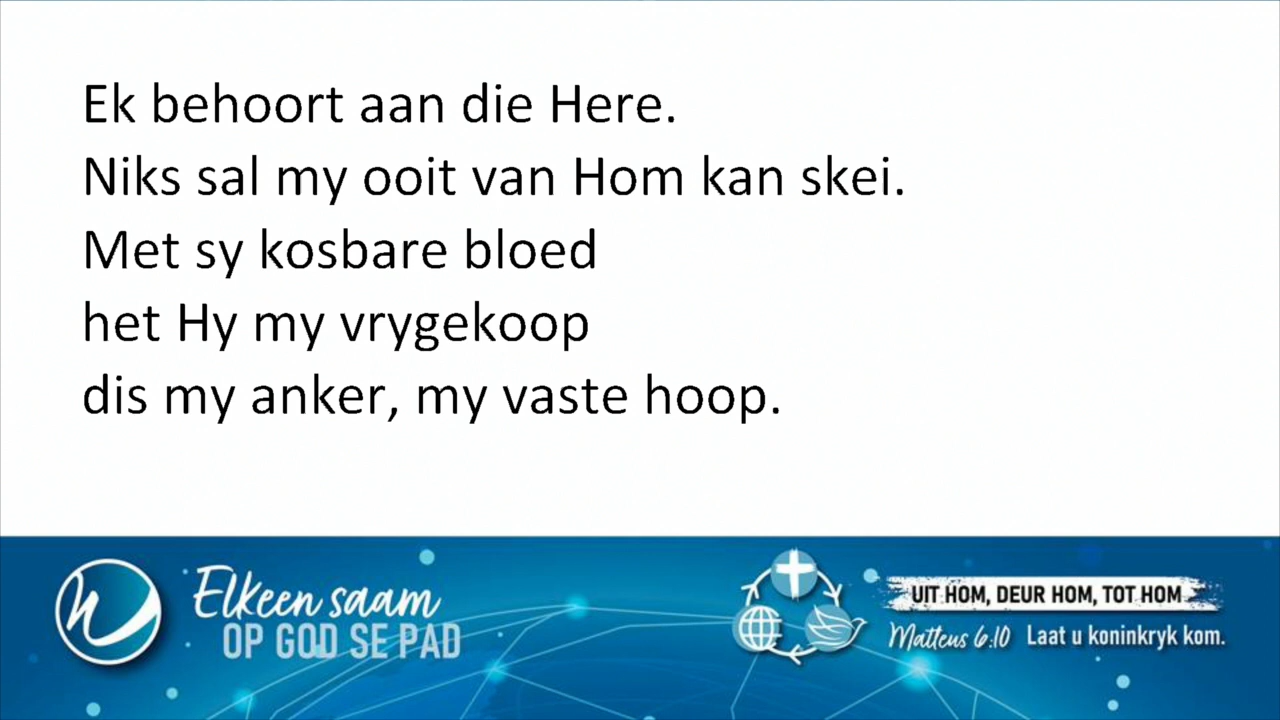 Ek behoort aan die Here.
Niks sal my ooit van Hom kan skei.
Met sy kosbare bloed
het Hy my vrygekoop
dis my anker, my vaste hoop.
Elkeen saam
OP GOD SE PAD
UIT HOM, DEUR HOM, TOT HOM
Matteus 6:10 Laat u koninkryk kom.